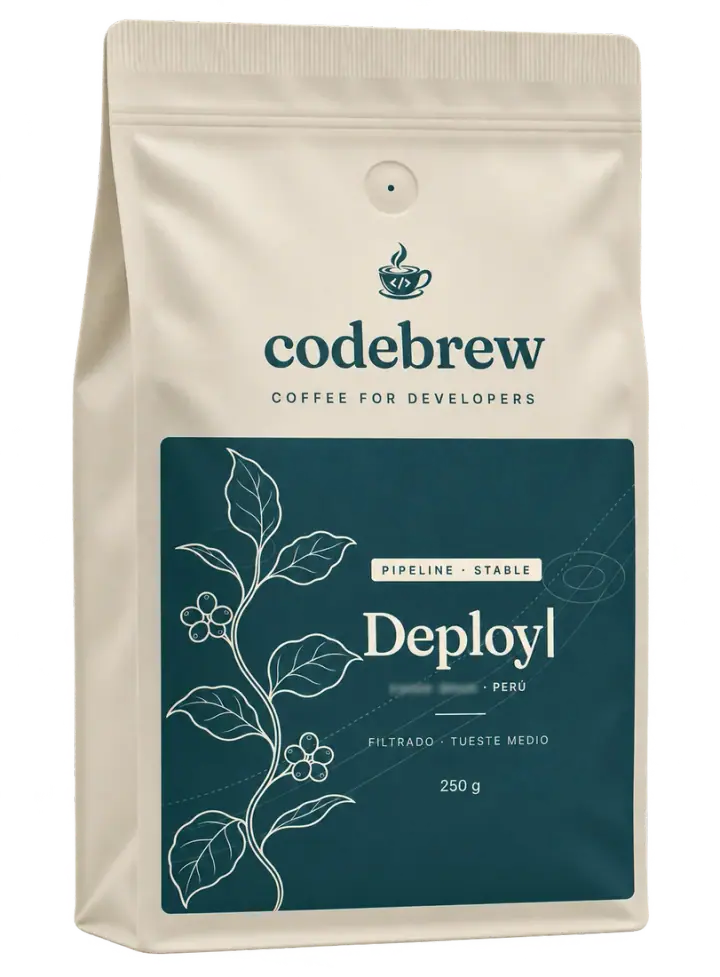 </>
codebrew
COFFEE FOR DEVELOPERS
PIPELINE · STABLE
Deploy|
· PERÚ
FILTRADO · TUESTE MEDIO
250 g